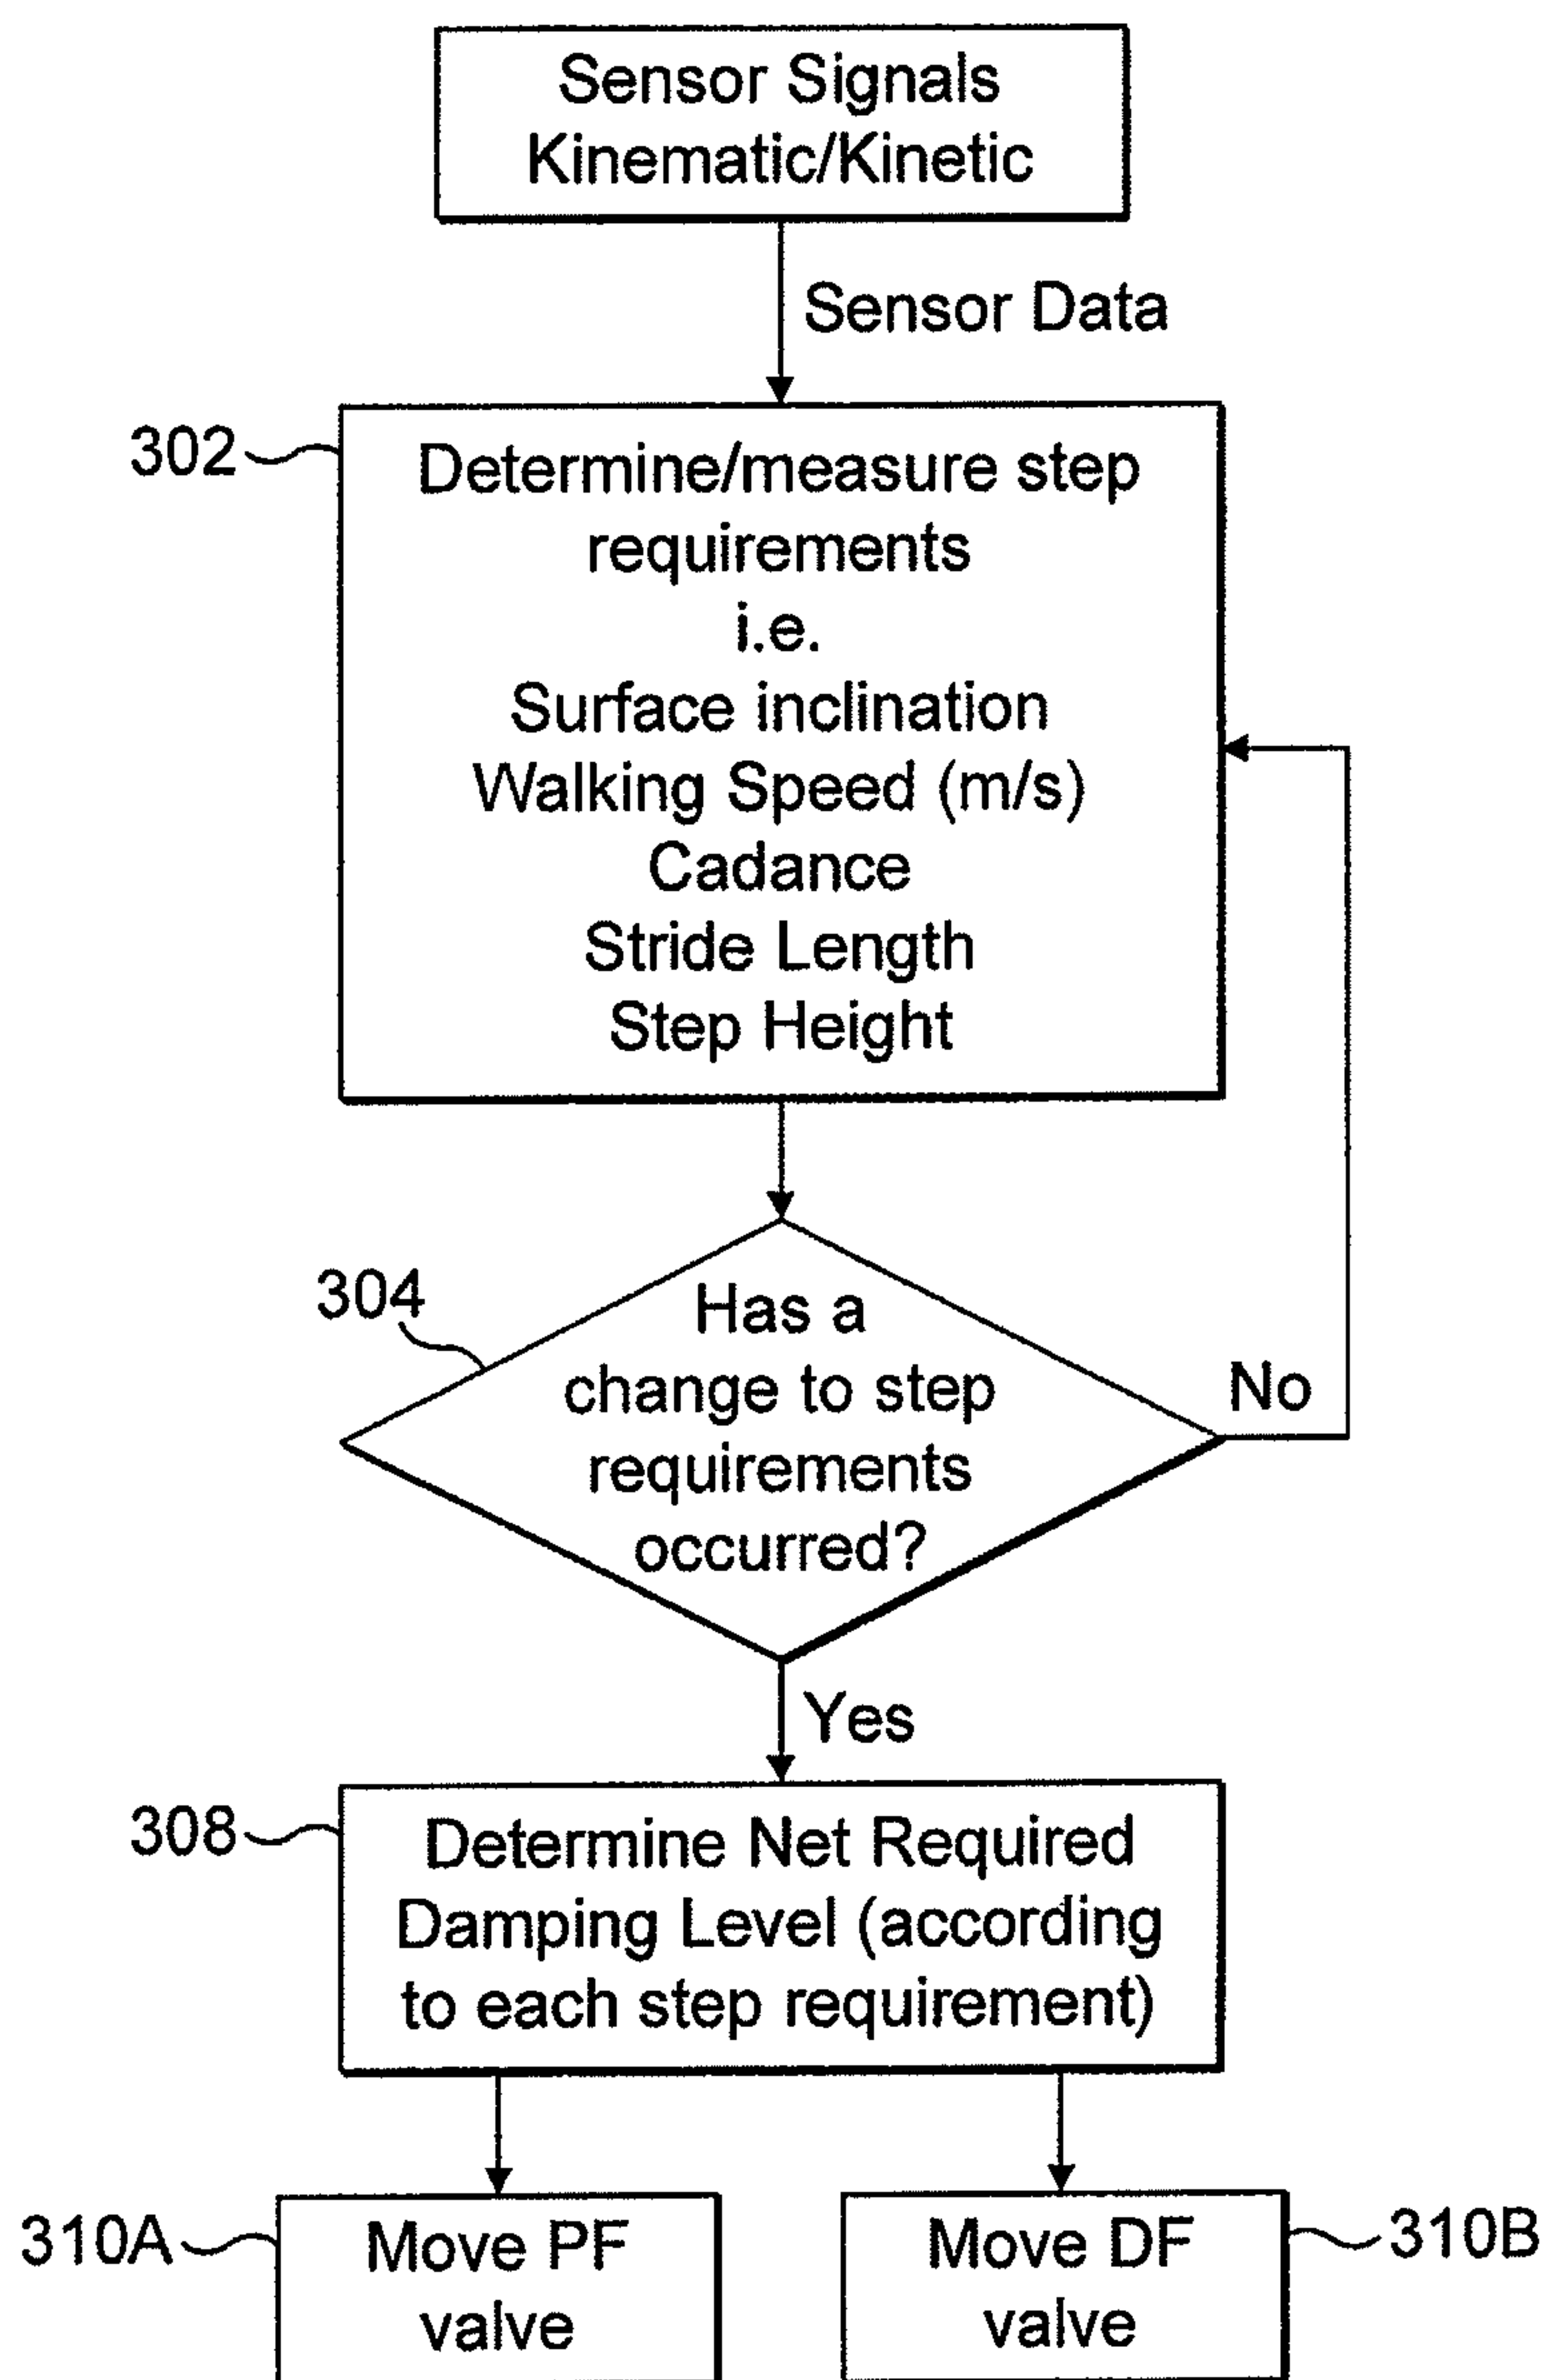 Sensor Signals
Kinematic/Kinetic
Sensor Data
302
Determine/measure step
requirements
i.e.
Surface inclination
Walking Speed (m/s)
Cadance
Stride Length
Step Height
304
Has a
change to step
requirements
occurred?
No
Yes
308
Determine Net Required
Damping Level (according
to each step requirement)
310A
Move PF
valve
Move DF
valve
310B